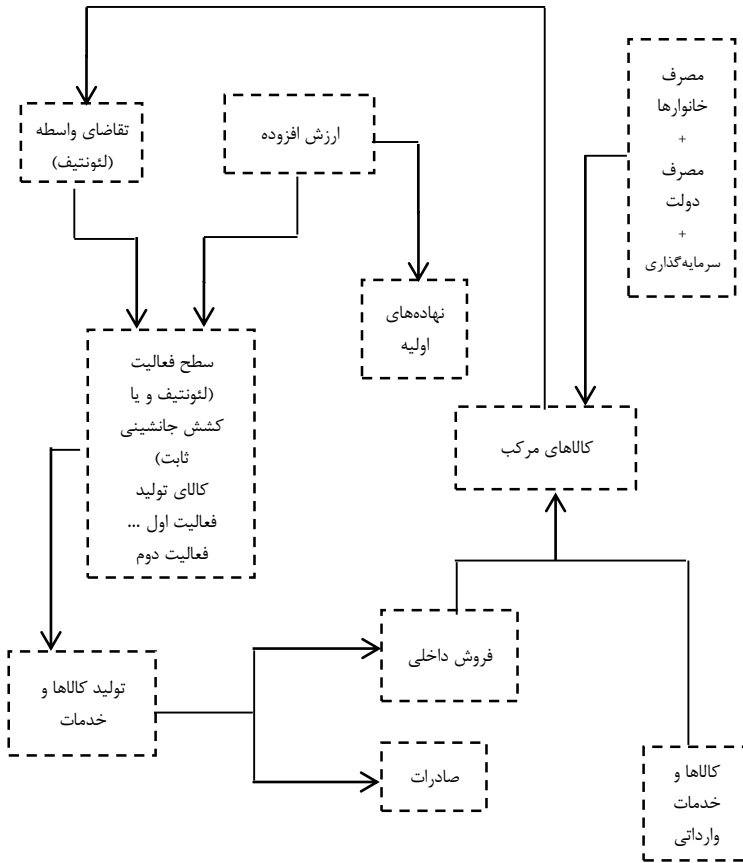 مصرف
خانوارها
+
مصرف
دولت
+
سرمایه‌گذاری
ارزش افزوده
تقاضای واسطه
(لئونتیف)
نهاده‌های
اولیه
سطح فعالیت
(لئونتیف و یا
کشش جانشینی
ثابت)
کالای تولید
فعالیت اول ...
فعالیت دوم
کالاهای مرکب
فروش داخلی
تولید کالاها و
خدمات
صادرات
کالاها و
خدمات
وارداتی